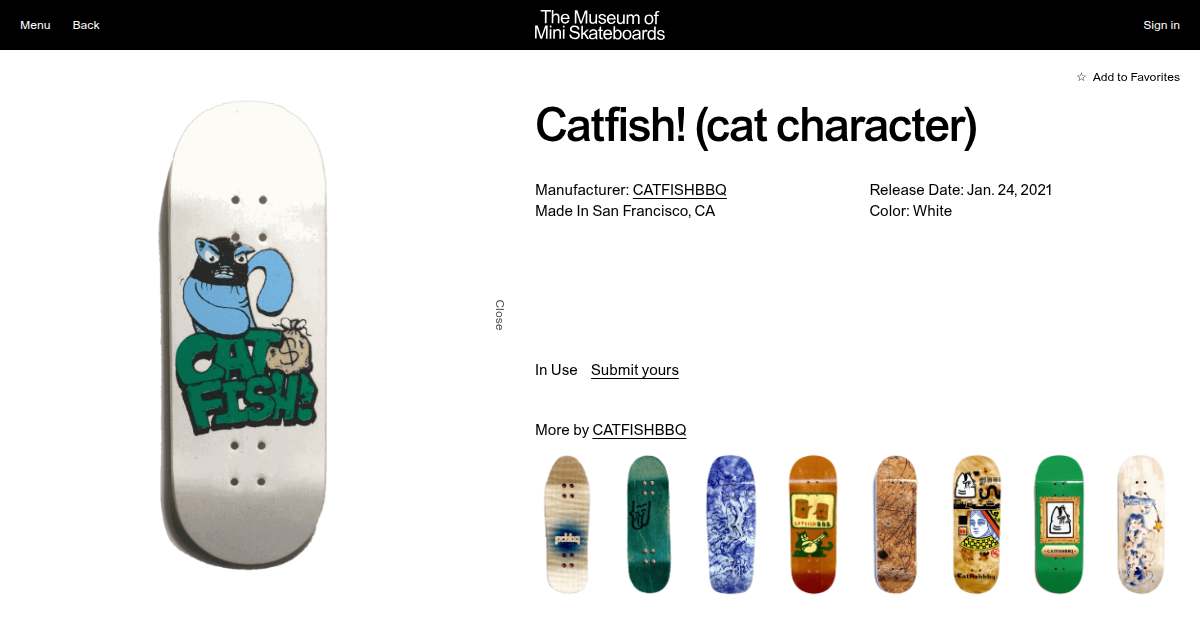 Menu
Back
The Museum of
Mini Skateboards
Sign in
☆ Add to Favorites
Catfish! (cat character)
Manufacturer: CATFISHBBQ
Made In San Francisco, CA
Release Date: Jan. 24, 2021
Color: White
CAT$
FISH!
Close
In Use
Submit yours
More by CATFISHBBQ
CATFISHBBQ